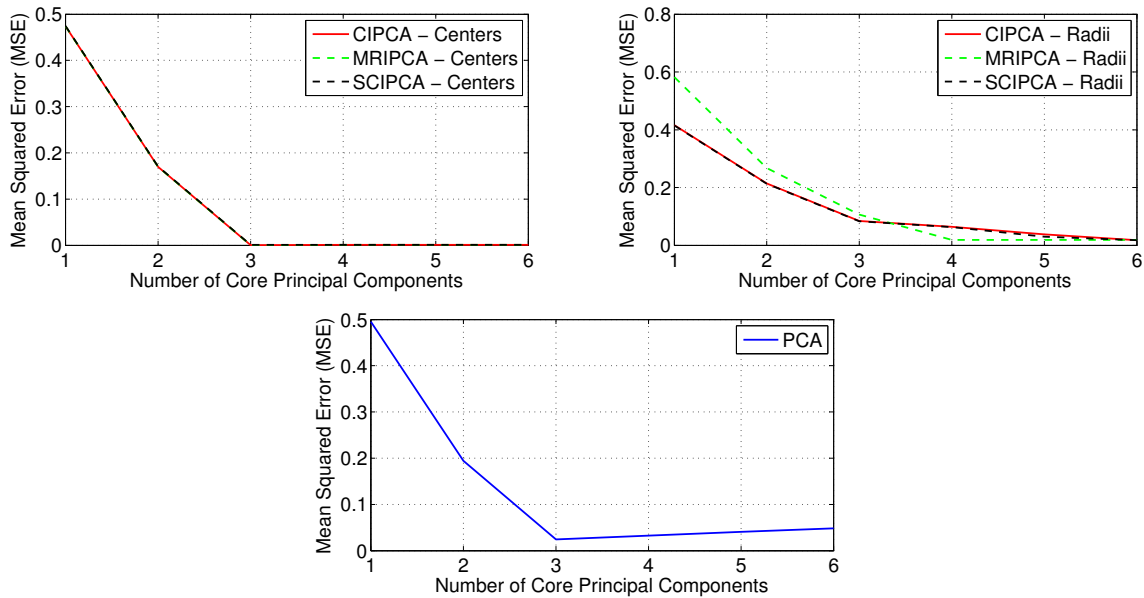 0.5
0.4
0.3
0.2
0.1
0
Mean Squared Error (MSE)
CIPCA − Centers
MRIPCA − Centers
SCIPCA − Centers
1 2 3 4 5 6
Number of Core Principal Components
0.8
0.6
0.4
0.2
0
Mean Squared Error (MSE)
CIPCA − Radii
MRIPCA − Radii
SCIPCA − Radii
1 2 3 4 5 6
Number of Core Principal Components
0.5
0.4
0.3
0.2
0.1
0
Mean Squared Error (MSE)
PCA
1 2 3 4 5 6
Number of Core Principal Components